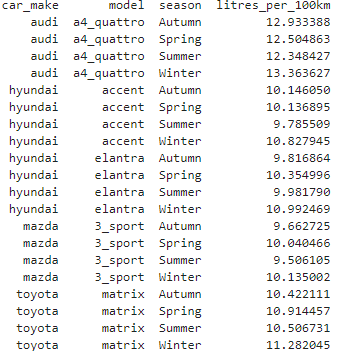 car_make model season litres_per_100km
audi a4_quattro Autumn 12.933388
audi a4_quattro Spring 12.504863
audi a4_quattro Summer 12.348427
audi a4_quattro Winter 13.363627
hyundai accent Autumn 10.146050
hyundai accent Spring 10.136895
hyundai accent Summer 9.785509
hyundai accent Winter 10.827945
hyundai elantra Autumn 9.816864
hyundai elantra Spring 10.354996
hyundai elantra Summer 9.981790
hyundai elantra Winter 10.992469
mazda 3_sport Autumn 9.662725
mazda 3_sport Spring 10.040466
mazda 3_sport Summer 9.506105
mazda 3_sport Winter 10.135002
toyota matrix Autumn 10.422111
toyota matrix Spring 10.914457
toyota matrix Summer 10.506731
toyota matrix Winter 11.282045